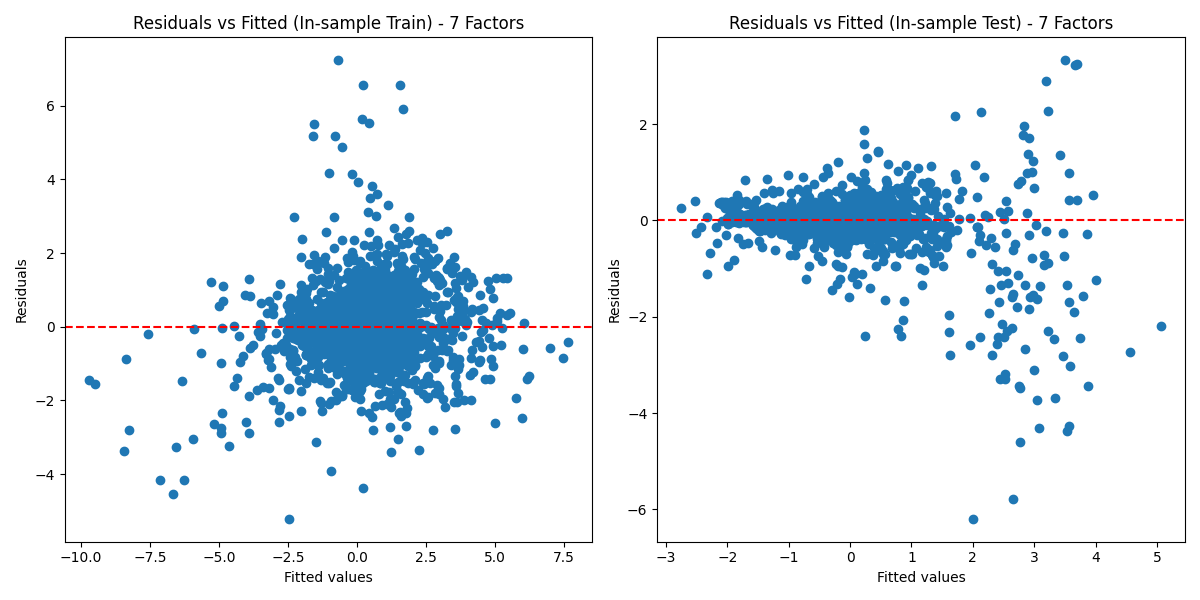 Residuals vs Fitted (In-sample Train) - 7 Factors
Residuals
6
4
2
0
−2
−4
−10.0 −7.5 −5.0 −2.5 0.0 2.5 5.0 7.5
Fitted values
Residuals vs Fitted (In-sample Test) - 7 Factors
Residuals
2
0
−2
−4
−6
−3 −2 −1 0 1 2 3 4 5
Fitted values